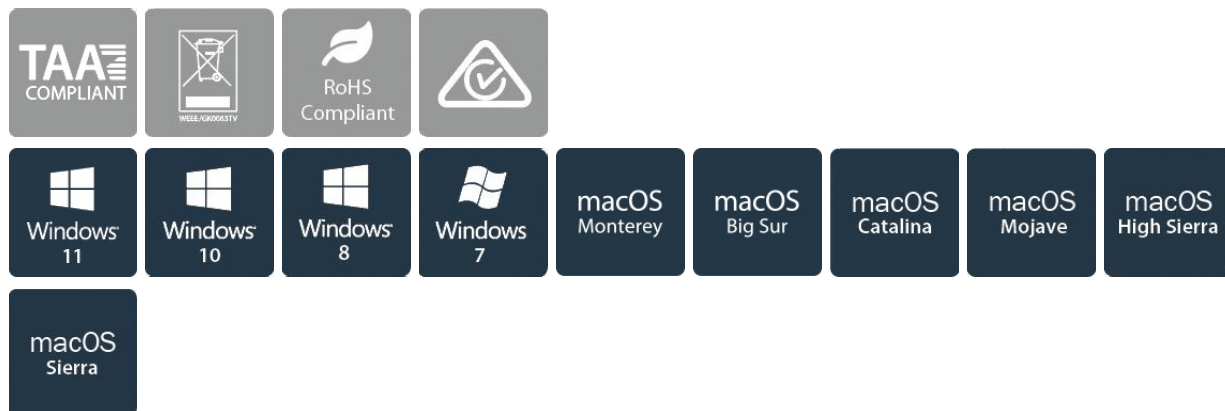 TAA
COMPLIANT
WEEE/GK0063TV
RoHS
Compliant
Windows
11
Windows
10
Windows
8
Windows
7
macOS
Monterey
macOS
Big Sur
macOS
Catalina
macOS
Mojave
macOS
High Sierra
macOS
Sierra